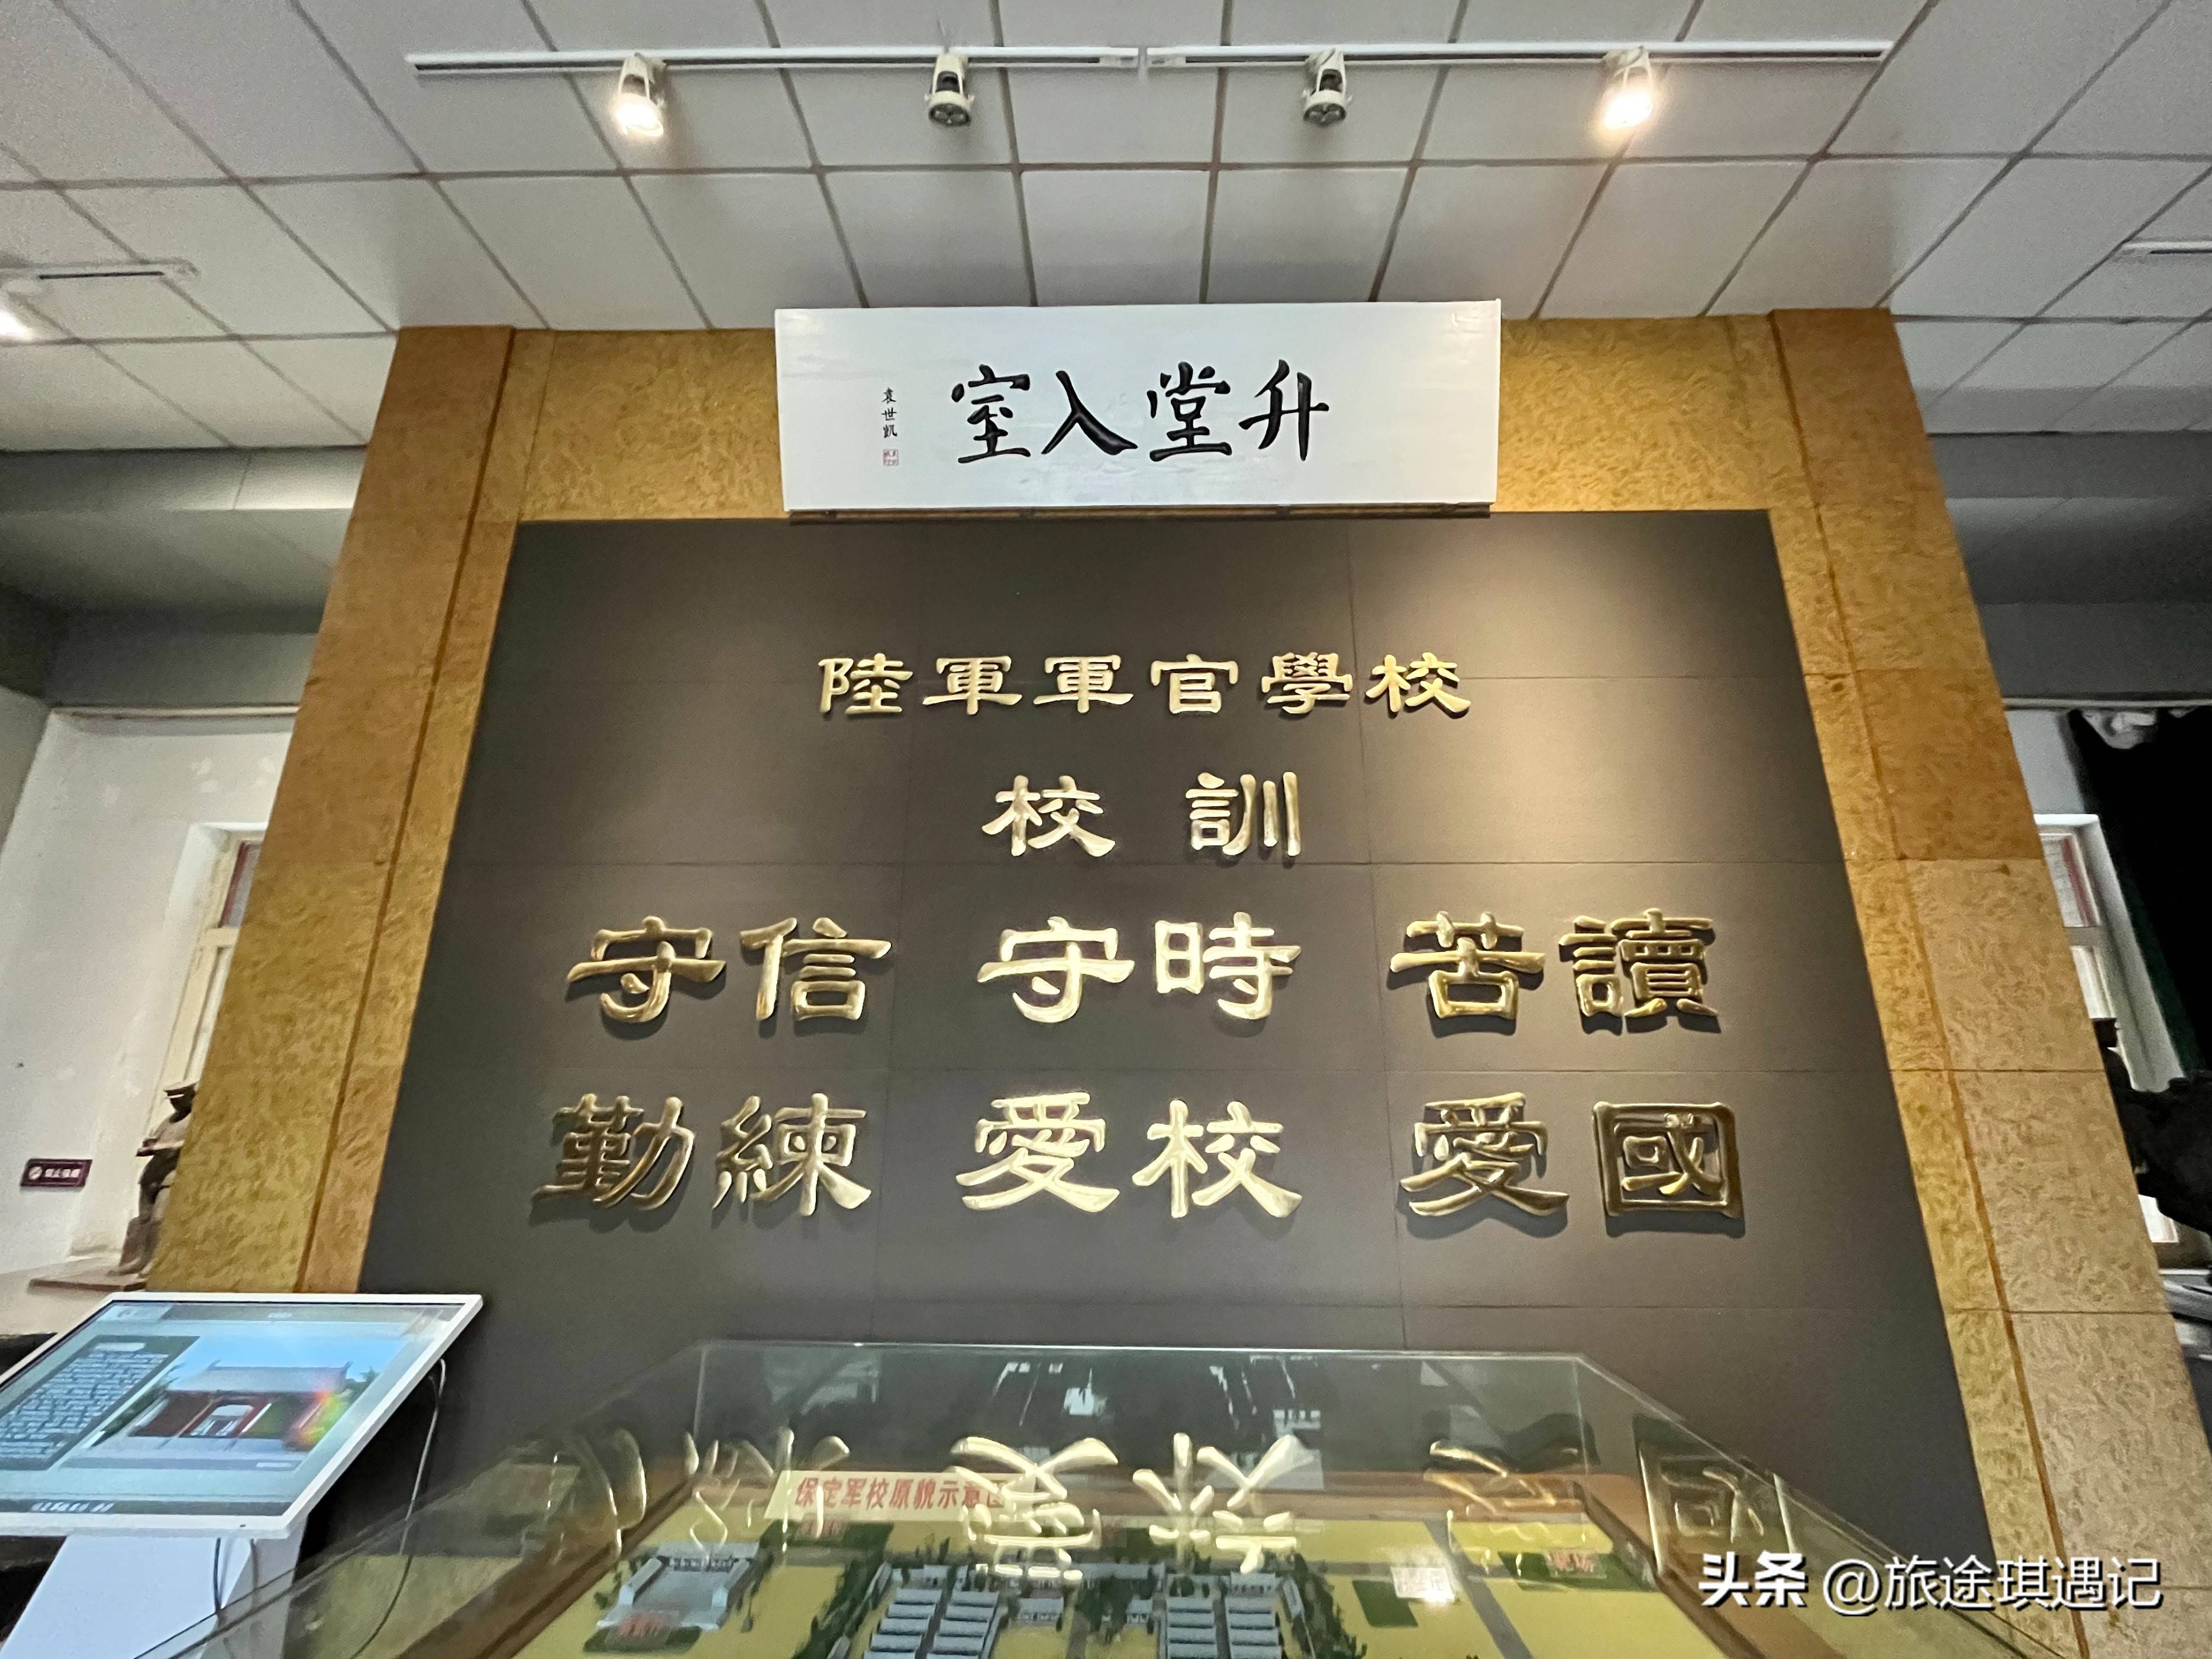 升堂入室
袁世凯
陸軍軍官學校
校訓
守信 守時 苦讀
勤練 愛校 愛國
保定军校原貌示意图
头条 @旅途琪遇记